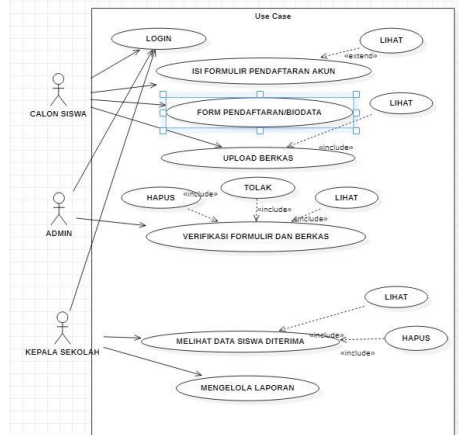 Use Case
LOGIN
LIHAT
«extend»
ISI FORMULIR PENDAFTARAN AKUN
CALON SISWA
FORM PENDAFTARAN/BIODATA
LIHAT
«include»
UPLOAD BERKAS
HAPUS
«include»
TOLAK
LIHAT
«include»
«include»
ADMIN
VERIFIKASI FORMULIR DAN BERKAS
LIHAT
«include»
KEPALA SEKOLAH
MELIHAT DATA SISWA DITERIMA
HAPUS
«include»
MENGELOLA LAPORAN